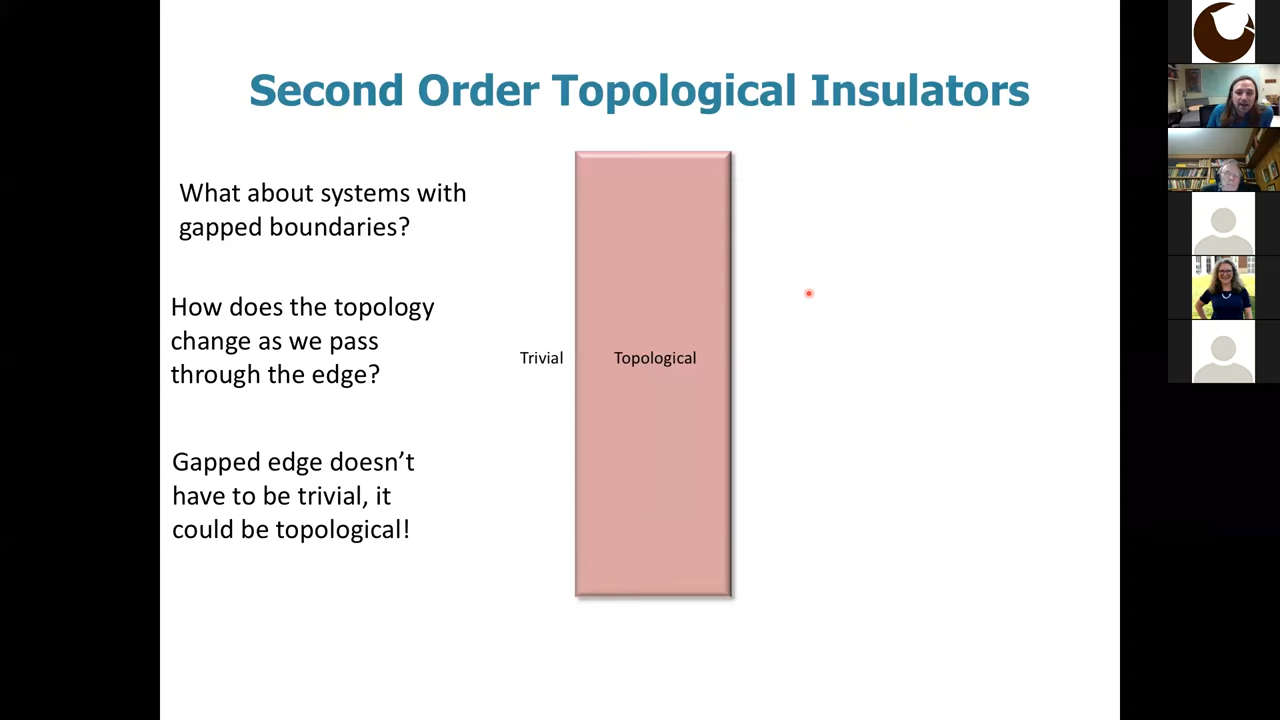 Second Order Topological Insulators
What about systems with
gapped boundaries?
How does the topology
change as we pass
through the edge?
Gapped edge doesn’t
have to be trivial, it
could be topological!
Trivial
Topological